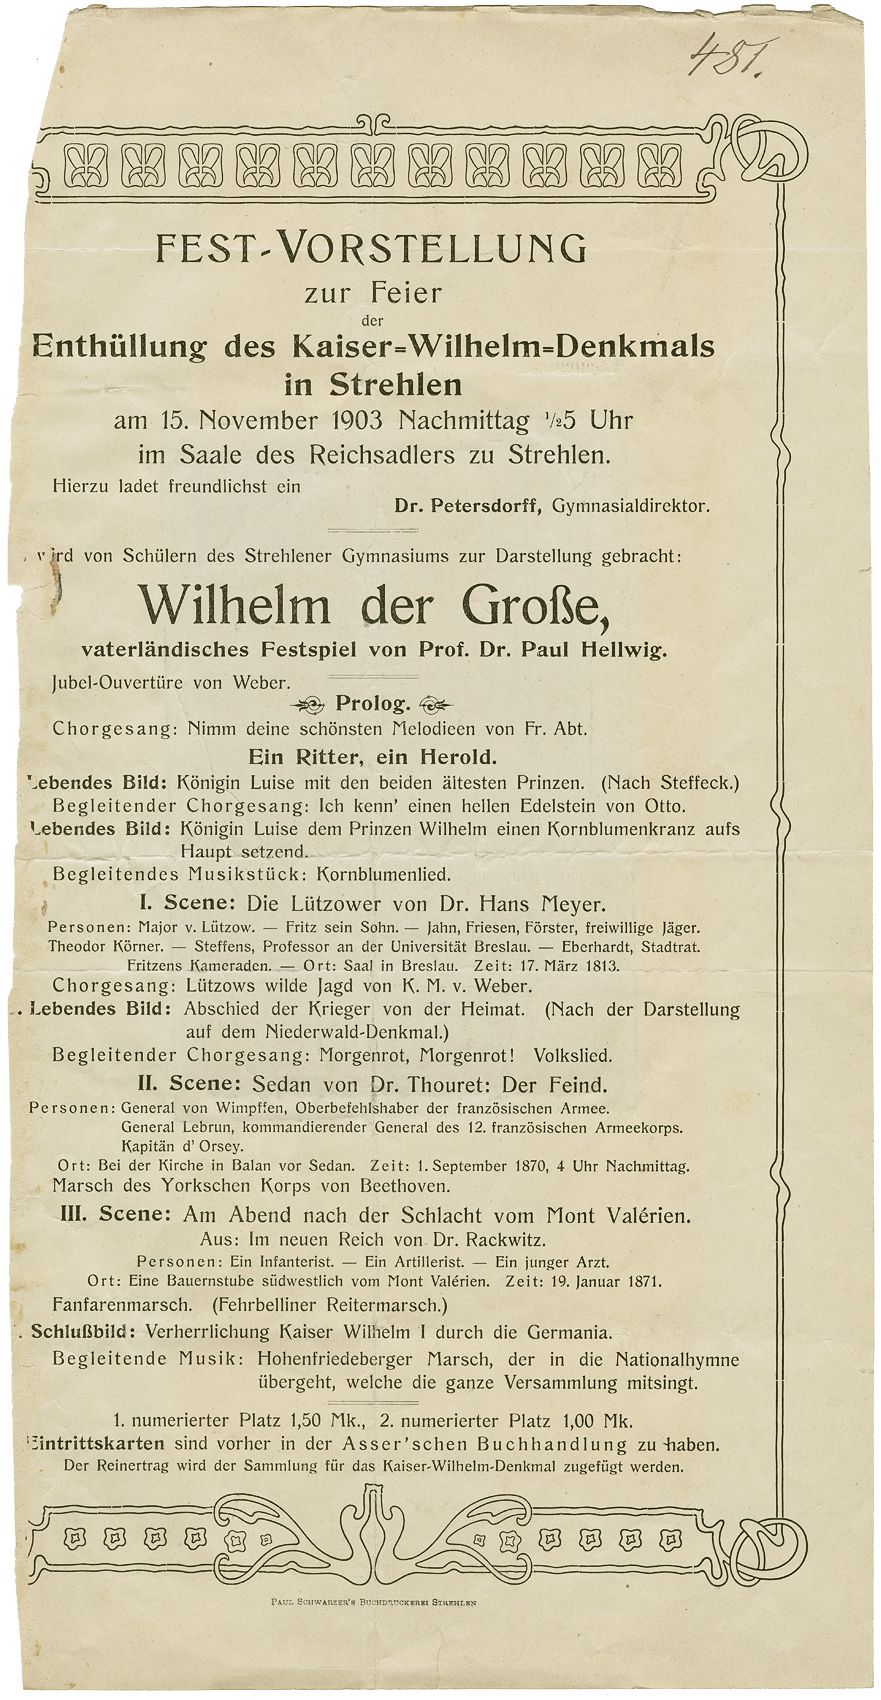 481.
FEST-VORSTELLUNG
zur Feier
der
Enthüllung des Kaiser=Wilhelm=Denkmals
in Strehlen
am 15. November 1903 Nachmittag ½5 Uhr
im Saale des Reichsadlers zu Strehlen.
Hierzu ladet freundlichst ein
Dr. Petersdorff, Gymnasialdirektor.
wird von Schülern des Strehlener Gymnasiums zur Darstellung gebracht:
Wilhelm der Große,
vaterländisches Festspiel von Prof. Dr. Paul Hellwig.
Jubel-Ouvertüre von Weber.
Prolog.
Chorgesang: Nimm deine schönsten Melodieen von Fr. Abt.
Ein Ritter, ein Herold.
Lebendes Bild: Königin Luise mit den beiden ältesten Prinzen. (Nach Steffeck.)
Begleitender Chorgesang: Ich kenn' einen hellen Edelstein von Otto.
Lebendes Bild: Königin Luise dem Prinzen Wilhelm einen Kornblumenkranz aufs
Haupt setzend.
Begleitendes Musikstück: Kornblumenlied.
I. Scene: Die Lützower von Dr. Hans Meyer.
Personen: Major v. Lützow. — Fritz sein Sohn. — Jahn, Friesen, Förster, freiwillige Jäger.
Theodor Körner. — Steffens, Professor an der Universität Breslau. — Eberhardt, Stadtrat.
Fritzens Kameraden. — Ort: Saal in Breslau. Zeit: 17. März 1813.
Chorgesang: Lützows wilde Jagd von K. M. v. Weber.
. Lebendes Bild: Abschied der Krieger von der Heimat. (Nach der Darstellung
auf dem Niederwald-Denkmal.)
Begleitender Chorgesang: Morgenrot, Morgenrot! Volkslied.
II. Scene: Sedan von Dr. Thouret: Der Feind.
Personen: General von Wimpffen, Oberbefehlshaber der französischen Armee.
General Lebrun, kommandierender General des 12. französischen Armeekorps.
Kapitän d' Orsey.
Ort: Bei der Kirche in Balan vor Sedan. Zeit: 1. September 1870, 4 Uhr Nachmittag.
Marsch des Yorkschen Korps von Beethoven.
III. Scene: Am Abend nach der Schlacht vom Mont Valérien.
Aus: Im neuen Reich von Dr. Rackwitz.
Personen: Ein Infanterist. — Ein Artillerist. — Ein junger Arzt.
Ort: Eine Bauernstube südwestlich vom Mont Valérien. Zeit: 19. Januar 1871.
Fanfarenmarsch. (Fehrbelliner Reitermarsch.)
. Schlußbild: Verherrlichung Kaiser Wilhelm I durch die Germania.
Begleitende Musik: Hohenfriedeberger Marsch, der in die Nationalhymne
übergeht, welche die ganze Versammlung mitsingt.
1. numerierter Platz 1,50 Mk., 2. numerierter Platz 1,00 Mk.
Eintrittskarten sind vorher in der Asser'schen Buchhandlung zu haben.
Der Reinertrag wird der Sammlung für das Kaiser-Wilhelm-Denkmal zugefügt werden.
PAUL SCHWARZER'S BUCHDRUCKEREI STREHLEN